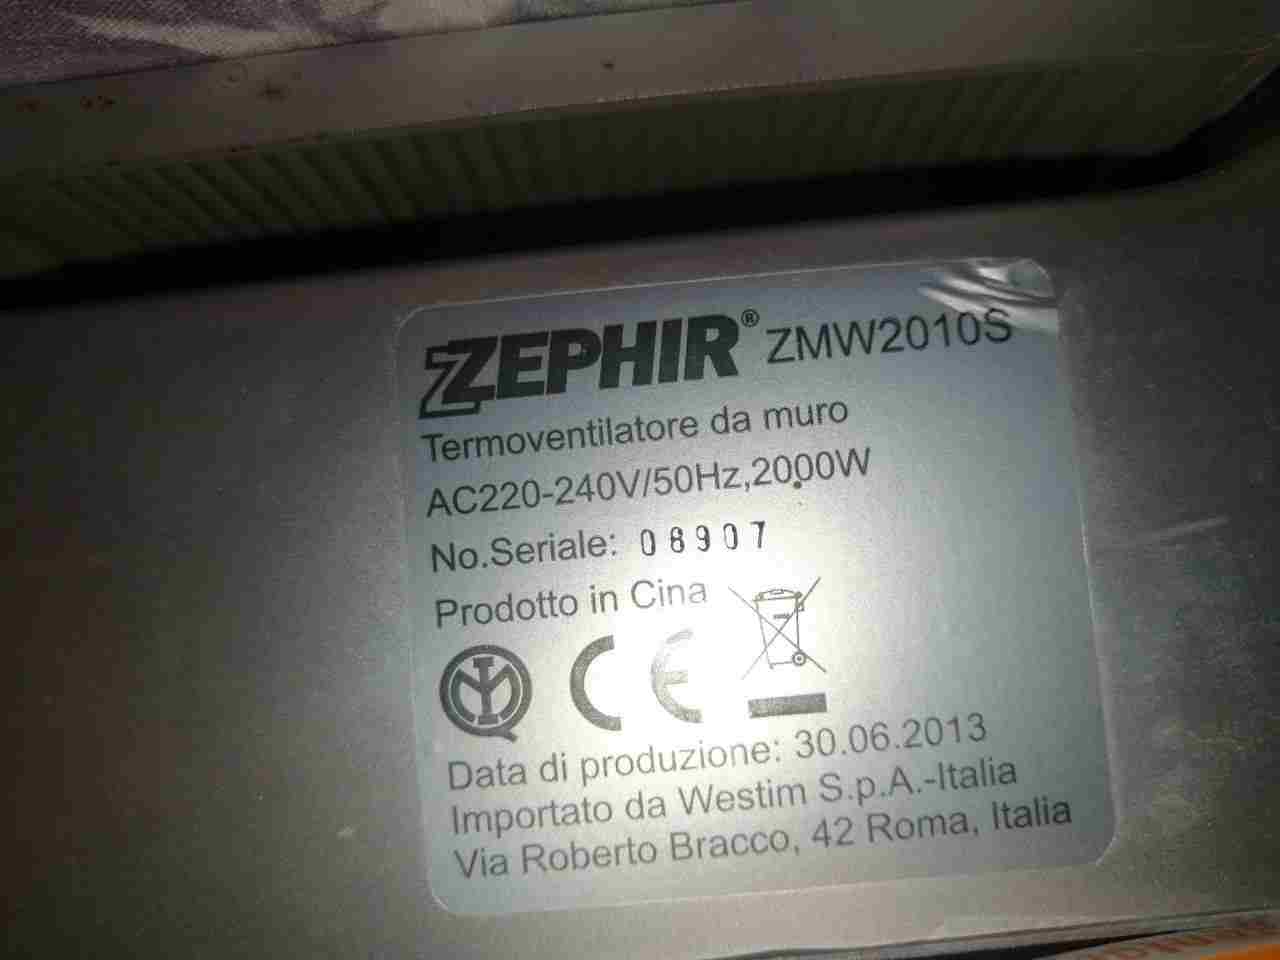 ZEPHIR® ZMW2010S
Termoventilatore da muro
AC220-240V/50Hz,2000W
No.Seriale: 08907
Prodotto in Cina
CE
Data di produzione: 30.06.2013
Importato da Westim S.p.A.-Italia
Via Roberto Bracco, 42 Roma, Italia